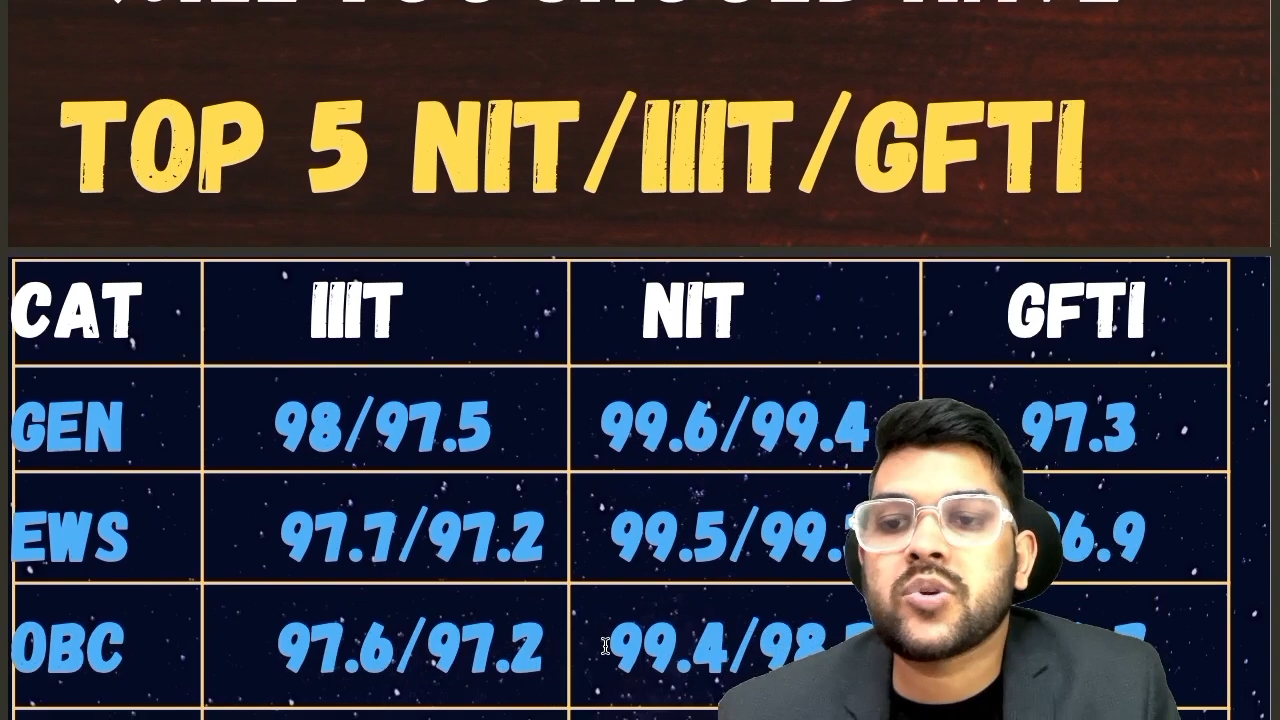 TOP 5 NIT/IIIT/GFTI
CAT IIIT NIT GFTI
GEN 98/97.5 99.6/99.4 97.3
EWS 97.7/97.2
OBC 97.6/97.2